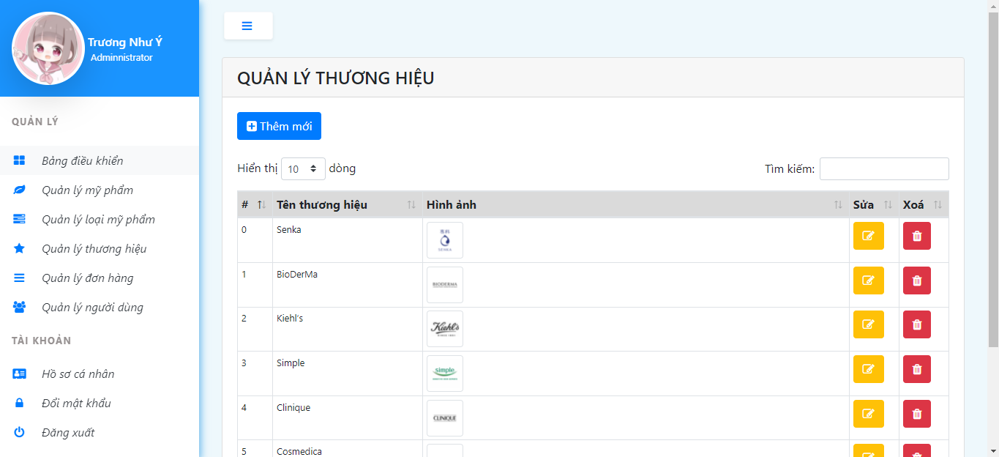 Trương Như Ý
Adminnistrator
QUẢN LÝ
Bảng điều khiển
Quản lý mỹ phẩm
Quản lý loại mỹ phẩm
Quản lý thương hiệu
Quản lý đơn hàng
Quản lý người dùng
TÀI KHOẢN
Hồ sơ cá nhân
Đổi mật khẩu
Đăng xuất
QUẢN LÝ THƯƠNG HIỆU
Thêm mới
Hiển thị 10 dòng
Tìm kiếm:
# Tên thương hiệu Hình ảnh Sửa Xoá
0 Senka
SENKA
1 BioDerMa
BIODERMA
2 Kiehl's
Kiehl's
3 Simple
simple
4 Clinique
CLINIQUE
5 Cosmedica